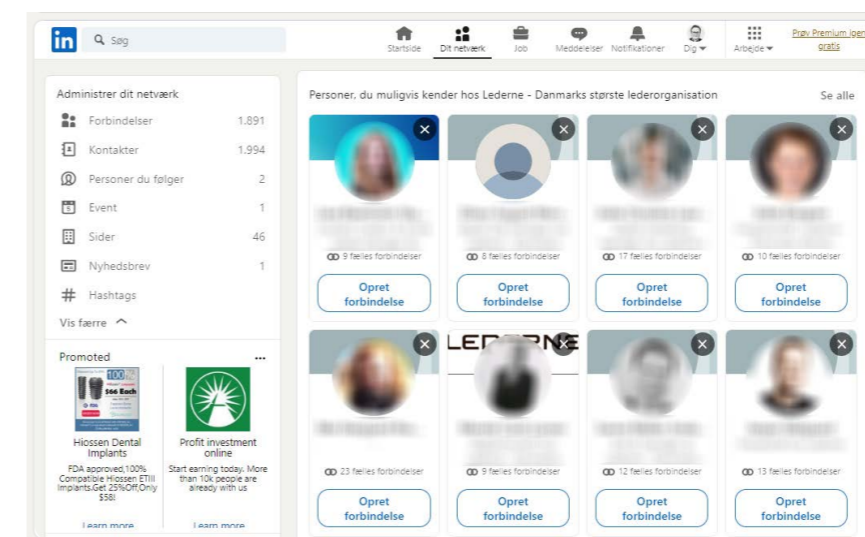 in
Søg
Startside
Dit netværk
Job
Meddelelser
Notifikationer
Dig
Arbejde
Prøv Premium igen
gratis
Administrer dit netværk
Forbindelser 1.891
Kontakter 1.994
Personer du følger 2
Event 1
Sider 46
Nyhedsbrev 1
# Hashtags
Vis færre
Promoted
100
$66 Each
Hiossen Dental
Implants
FDA approved,100%
Compatible Hiossen ETIII
Implants.Get 25%Off,Only
$58!
Learn more
Profit investment
online
Start earning today. More
than 10k people are
already with us
Learn more
Personer, du muligvis kender hos Lederne - Danmarks største lederorganisation
Se alle
9 fælles forbindelser
Opret
forbindelse
8 fælles forbindelser
Opret
forbindelse
17 fælles forbindelser
Opret
forbindelse
10 fælles forbindelser
Opret
forbindelse
23 fælles forbindelser
Opret
forbindelse
LEDERNE
9 fælles forbindelser
Opret
forbindelse
12 fælles forbindelser
Opret
forbindelse
13 fælles forbindelser
Opret
forbindelse